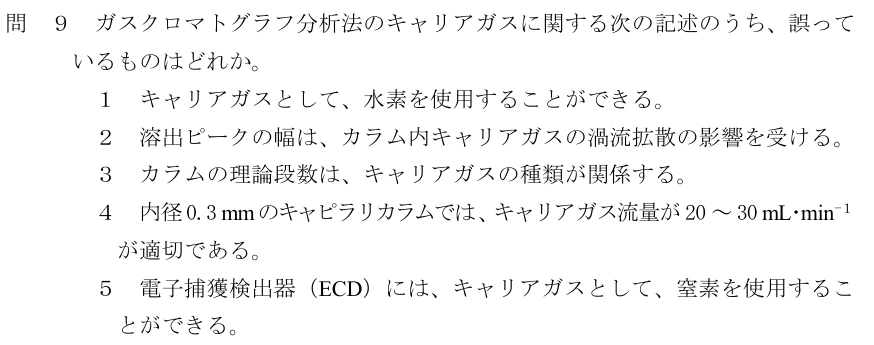 問　９　ガスクロマトグラフ分析法のキャリアガスに関する次の記述のうち、誤って
いるものはどれか。
１　キャリアガスとして、水素を使用することができる。
２　溶出ピークの幅は、カラム内キャリアガスの渦流拡散の影響を受ける。
３　カラムの理論段数は、キャリアガスの種類が関係する。
４　内径0.3 mmのキャピラリカラムでは、キャリアガス流量が20 ～ 30 mL･min⁻¹
が適切である。
５　電子捕獲検出器（ECD）には、キャリアガスとして、窒素を使用するこ
とができる。